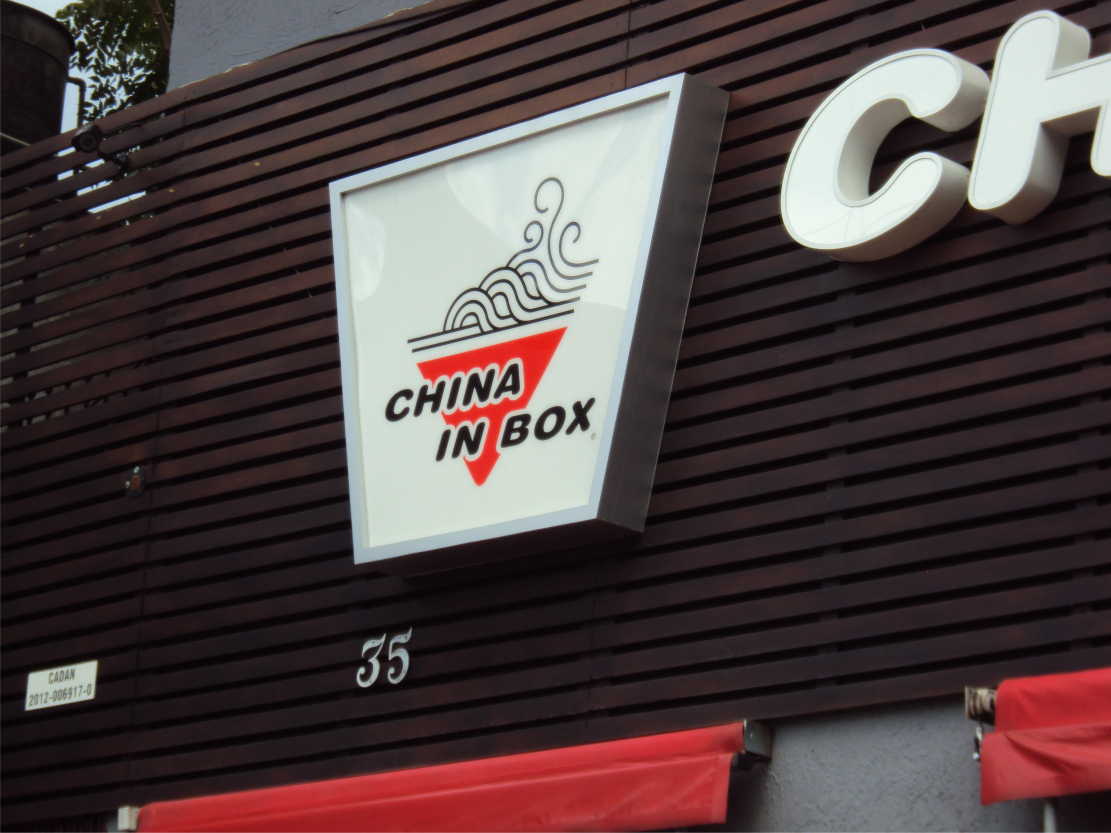 CH
CHINA
IN BOX
35
CADAN
2012-006917-0